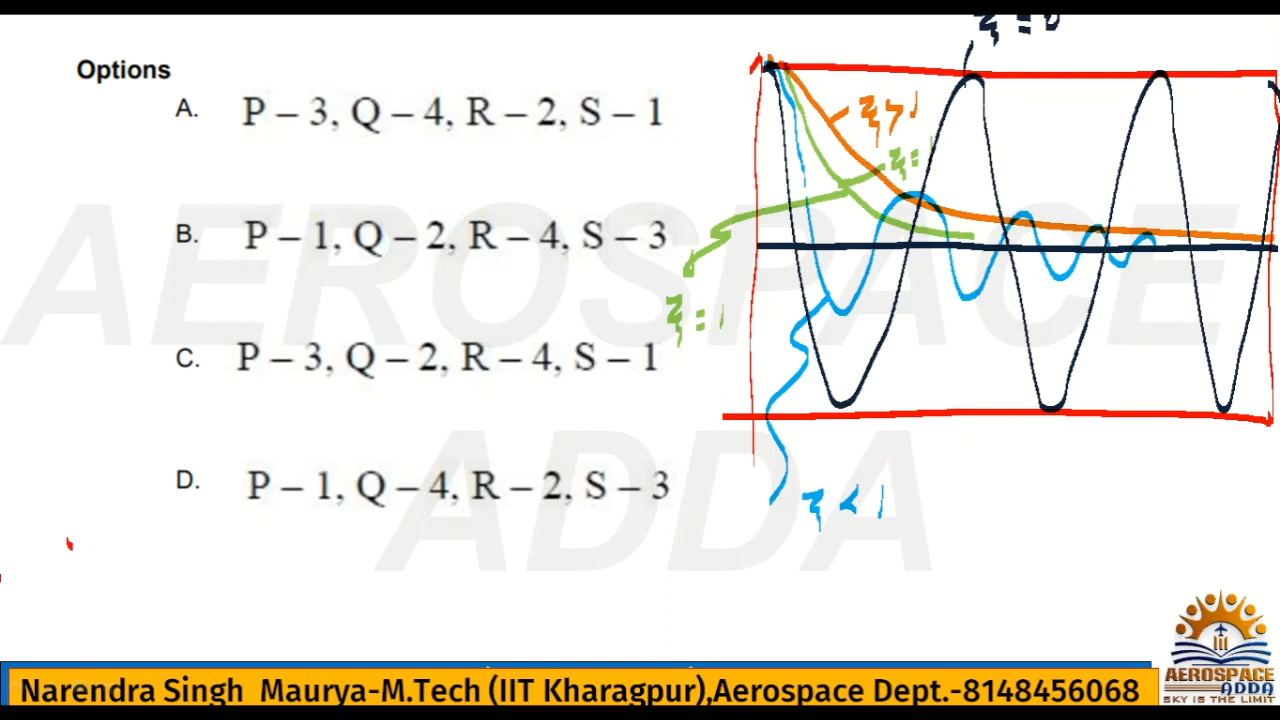 ξ = 0
Options
A. P – 3, Q – 4, R – 2, S – 1
B. P – 1, Q – 2, R – 4, S – 3
C. P – 3, Q – 2, R – 4, S – 1
D. P – 1, Q – 4, R – 2, S – 3
ξ > 1
ξ = 1
ξ = 1
ξ < 1
AEROSPACE
ADDA
Narendra Singh Maurya-M.Tech (IIT Kharagpur),Aerospace Dept.-8148456068
AEROSPACE
ADDA
SKY IS THE LIMIT